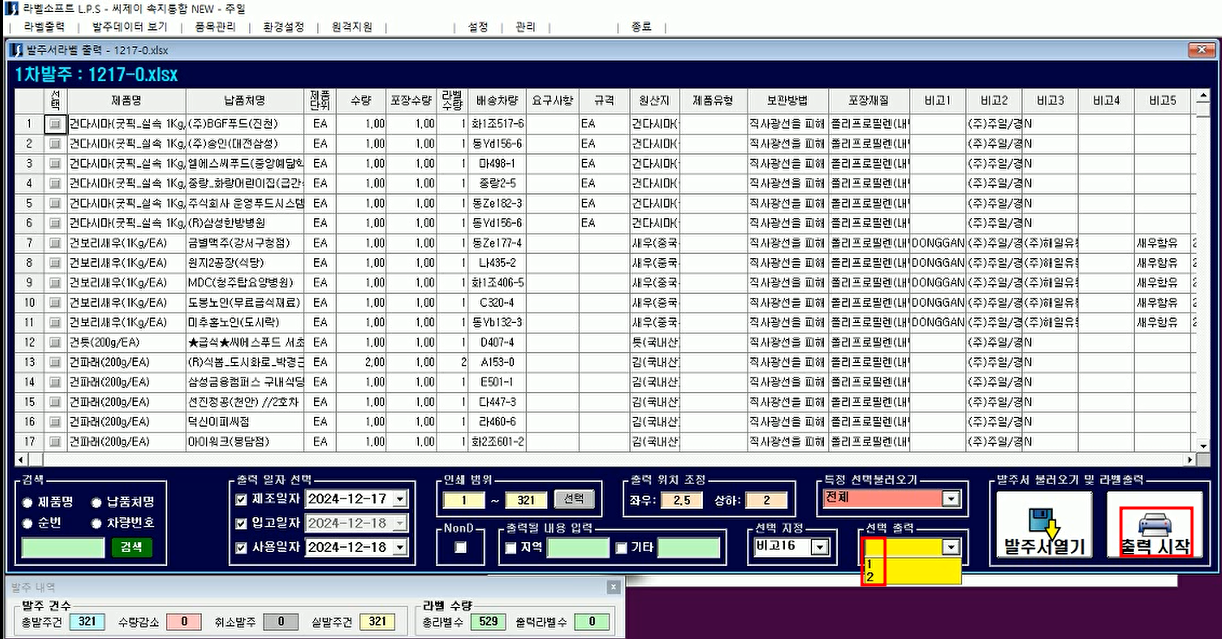 라벨소프트 L.P.S - 씨제이 속지통합 NEW - 주일
라벨출력 | 발주데이터 보기 | 품목관리 | 환경설정 | 원격지원 | 설정 | 관리 | 종료
발주서라벨 출력 - 1217-0.xlsx
1차발주 : 1217-0.xlsx
선택 제품명 납품처명 제품단위 수량 포장수량 라벨수량 배송차량 요구사항 규격 원산지 제품유형 보관방법 포장재질 비고1 비고2 비고3 비고4 비고5
1 건다시마(굿픽_실속 1Kg, (주)BGF푸드(진천) EA 1,00 1,00 1 화1조517-6 EA 건다시마( 직사광선을 피해 폴리프로필렌(내 (주)주일/경 N
2 건다시마(굿픽_실속 1Kg, (주)송인(대전삼성) EA 1,00 1,00 1 동Yd156-6 EA 건다시마( 직사광선을 피해 폴리프로필렌(내 (주)주일/경 N
3 건다시마(굿픽_실속 1Kg, 엘에스씨푸드(중앙예닮학 EA 1,00 1,00 1 마498-1 EA 건다시마( 직사광선을 피해 폴리프로필렌(내 (주)주일/경 N
4 건다시마(굿픽_실속 1Kg, 중랑_화랑어린이집(금간 EA 1,00 1,00 1 중랑2-5 EA 건다시마( 직사광선을 피해 폴리프로필렌(내 (주)주일/경 N
5 건다시마(굿픽_실속 1Kg, 주식회사 운영푸드시스템 EA 1,00 1,00 1 동Ze182-3 EA 건다시마( 직사광선을 피해 폴리프로필렌(내 (주)주일/경 N
6 건다시마(굿픽_실속 1Kg, (R)삼성한방병원 EA 1,00 1,00 1 동Yd156-6 EA 건다시마( 직사광선을 피해 폴리프로필렌(내 (주)주일/경 N
7 건보리새우(1Kg/EA) 금별맥주(강서구청점) EA 1,00 1,00 1 동Ze177-4 새우(중국 직사광선을 피해 폴리프로필렌(내 DONGGAN (주)주일/경 (주)해일유 새우함유 2
8 건보리새우(1Kg/EA) 원지2공장(식당) EA 1,00 1,00 1 나435-2 새우(중국 직사광선을 피해 폴리프로필렌(내 DONGGAN (주)주일/경 (주)해일유 새우함유 2
9 건보리새우(1Kg/EA) MDC(청주탑요양병원) EA 1,00 1,00 1 화1조406-5 새우(중국 직사광선을 피해 폴리프로필렌(내 DONGGAN (주)주일/경 (주)해일유 새우함유 2
10 건보리새우(1Kg/EA) 도봉노인(무료급식재료) EA 1,00 1,00 1 C320-4 새우(중국 직사광선을 피해 폴리프로필렌(내 DONGGAN (주)주일/경 (주)해일유 새우함유 2
11 건보리새우(1Kg/EA) 미추홀노인(도시락) EA 1,00 1,00 1 동Yb132-3 새우(중국 직사광선을 피해 폴리프로필렌(내 DONGGAN (주)주일/경 (주)해일유 새우함유 2
12 건톳(200g/EA) ★급식★씨에스푸드 서초 EA 1,00 1,00 1 D407-4 톳(국내산 직사광선을 피해 폴리프로필렌(내 (주)주일/경 N
13 건파래(200g/EA) (R)식봄_도시화로_박경근 EA 2,00 1,00 2 A153-0 김(국내산 직사광선을 피해 폴리프로필렌(내 (주)주일/경 N
14 건파래(200g/EA) 삼성금융캠퍼스 구내식당 EA 1,00 1,00 1 E501-1 김(국내산 직사광선을 피해 폴리프로필렌(내 (주)주일/경 N
15 건파래(200g/EA) 선진정공(천안) //2호차 EA 1,00 1,00 1 다447-3 김(국내산 직사광선을 피해 폴리프로필렌(내 (주)주일/경 N
16 건파래(200g/EA) 덕신이피씨점 EA 1,00 1,00 1 라460-6 김(국내산 직사광선을 피해 폴리프로필렌(내 (주)주일/경 N
17 건파래(200g/EA) 아이워크(봉담점) EA 1,00 1,00 1 화2조601-2 김(국내산 직사광선을 피해 폴리프로필렌(내 (주)주일/경 N
검색 출력 일자 선택 인쇄 범위 출력 위치 조정 특정 선택불러오기 발주서 불러오기 및 라벨출력
제품명 납품처명 제조일자 2024-12-17 1 ~ 321 선택 좌우: 2,5 상하: 2 전체
순번 차량번호 입고일자 2024-12-18 NonD 출력될 내용 입력 선택 지정 선택 출력
검색 사용일자 2024-12-18 지역 기타 비고16 발주서열기 출력 시작
1
2
발주 내역
발주 건수 라벨 수량
총발주건 321 수량감소 0 취소발주 0 실발주건 321 총라벨수 529 출력라벨수 0